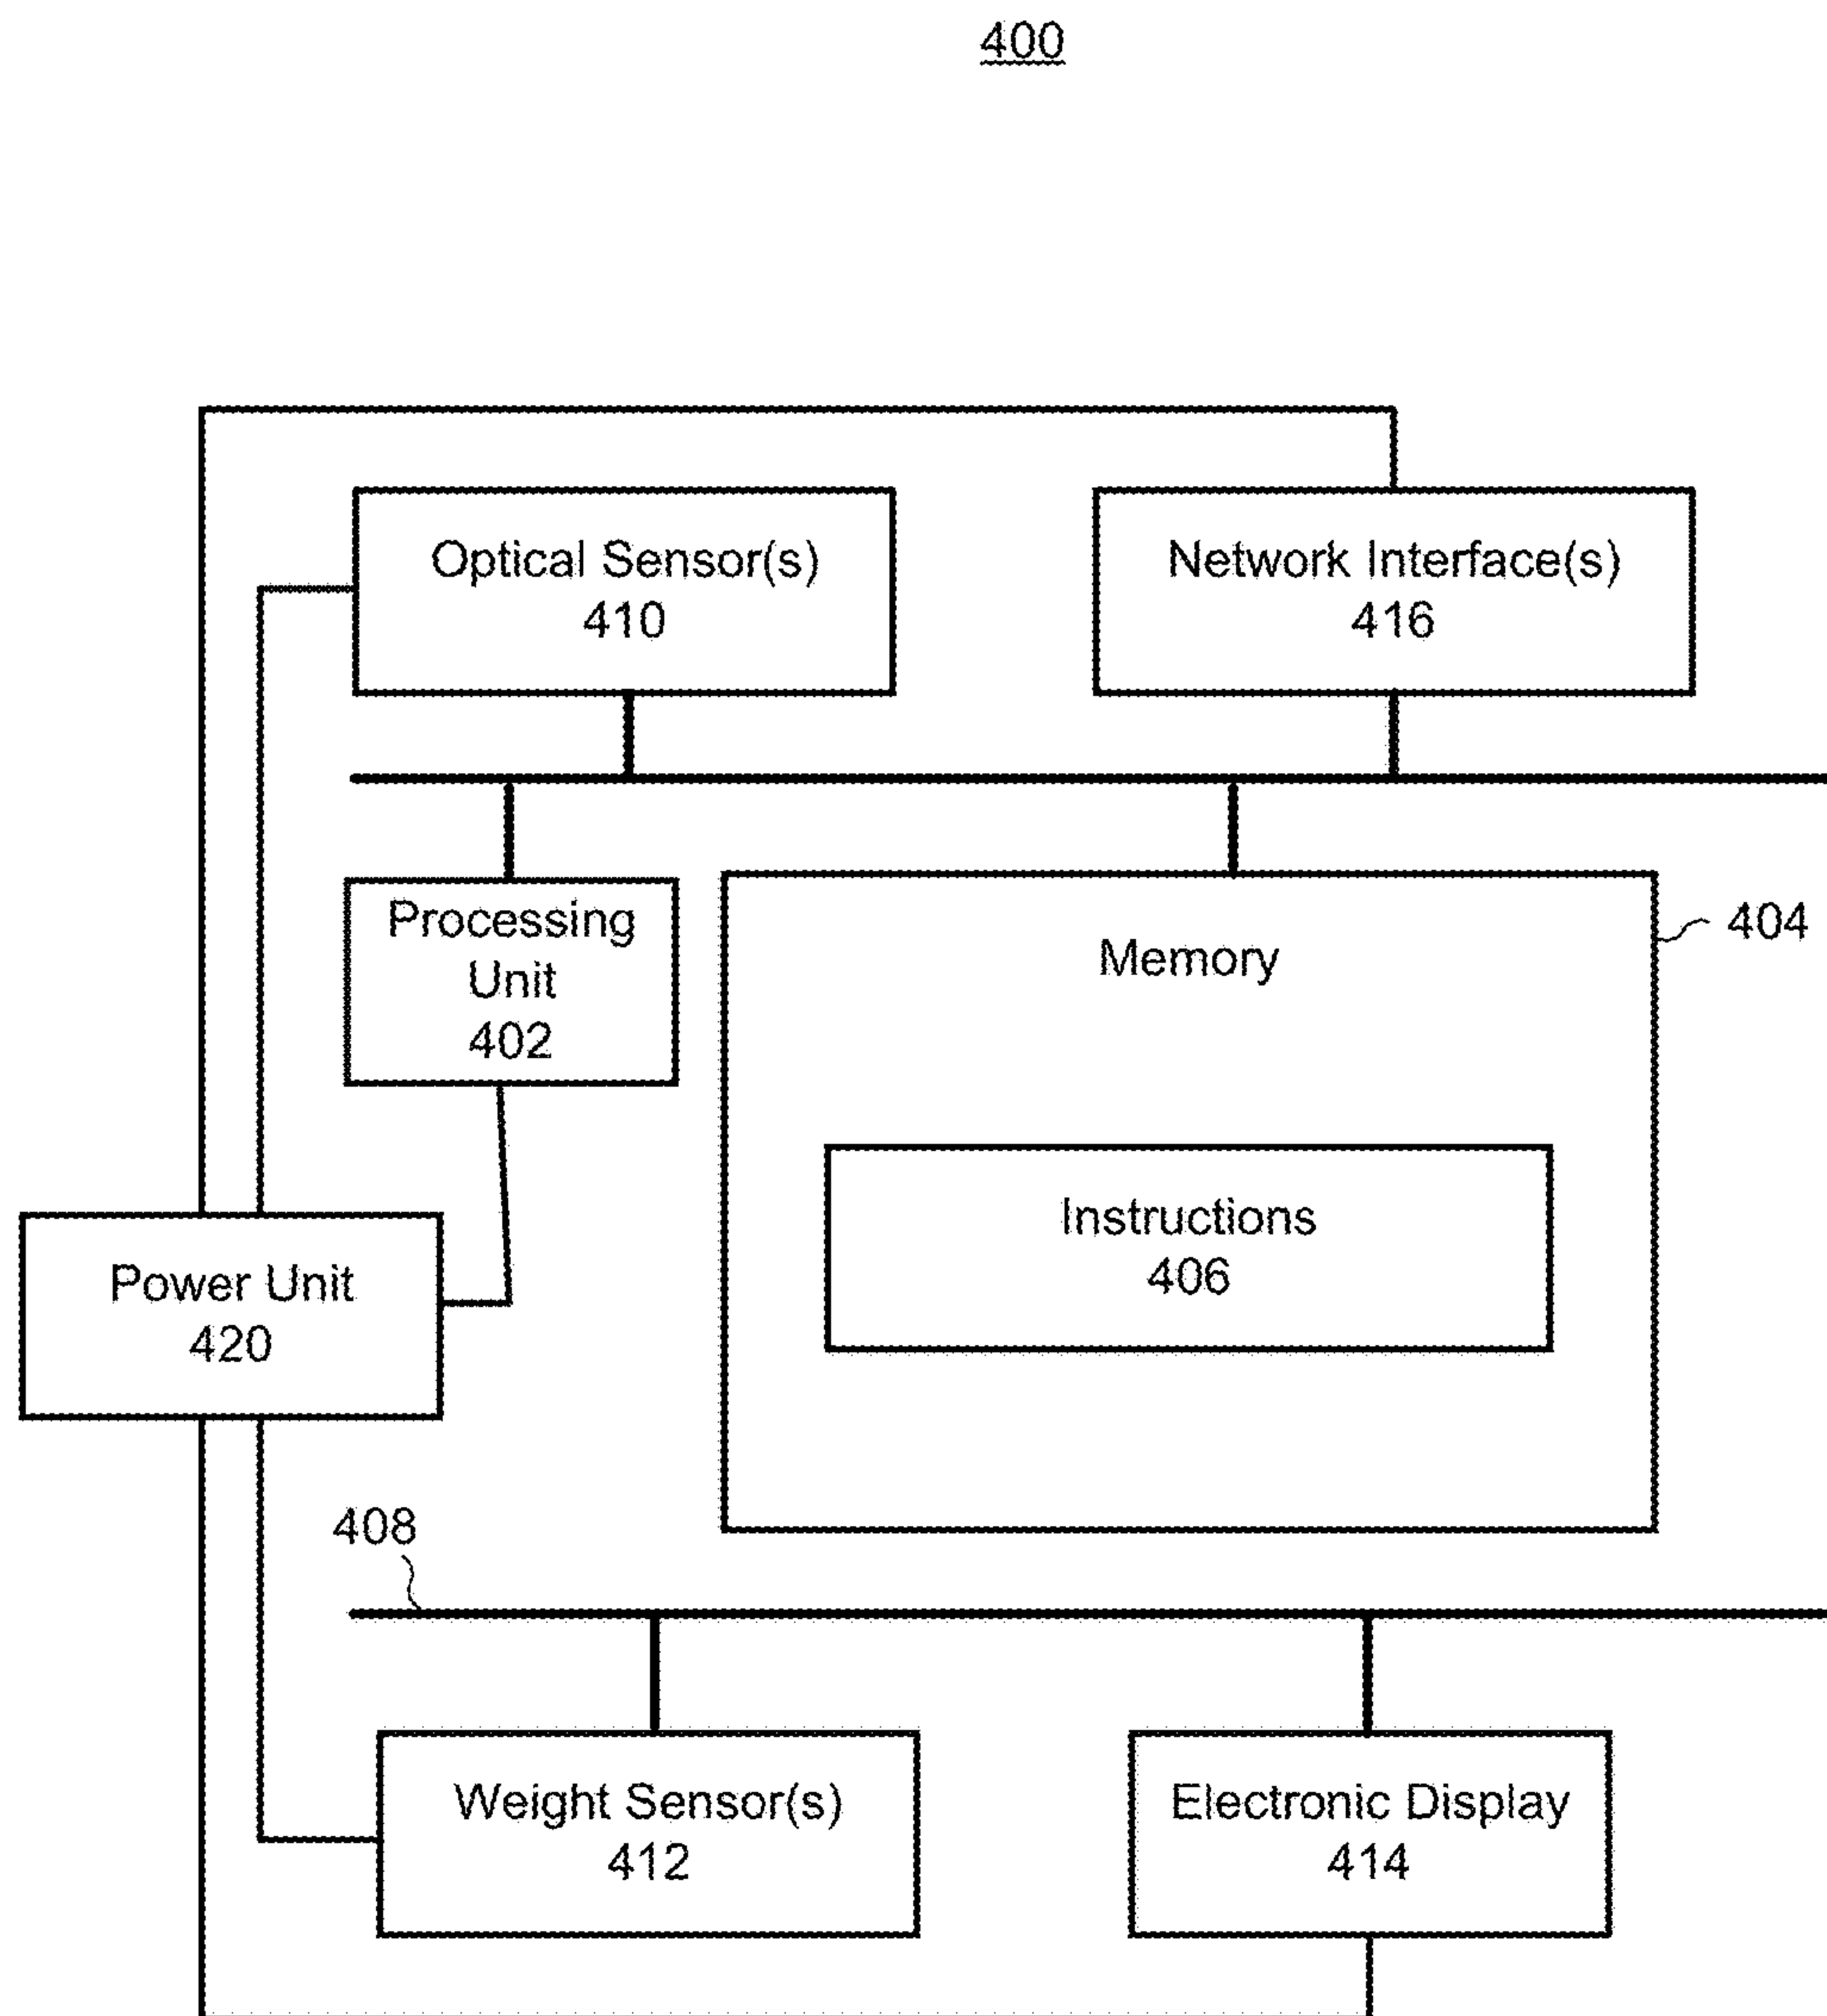 400
Optical Sensor(s)
410
Network Interface(s)
416
Processing
Unit
402
Memory
404
Instructions
406
Power Unit
420
408
Weight Sensor(s)
412
Electronic Display
414